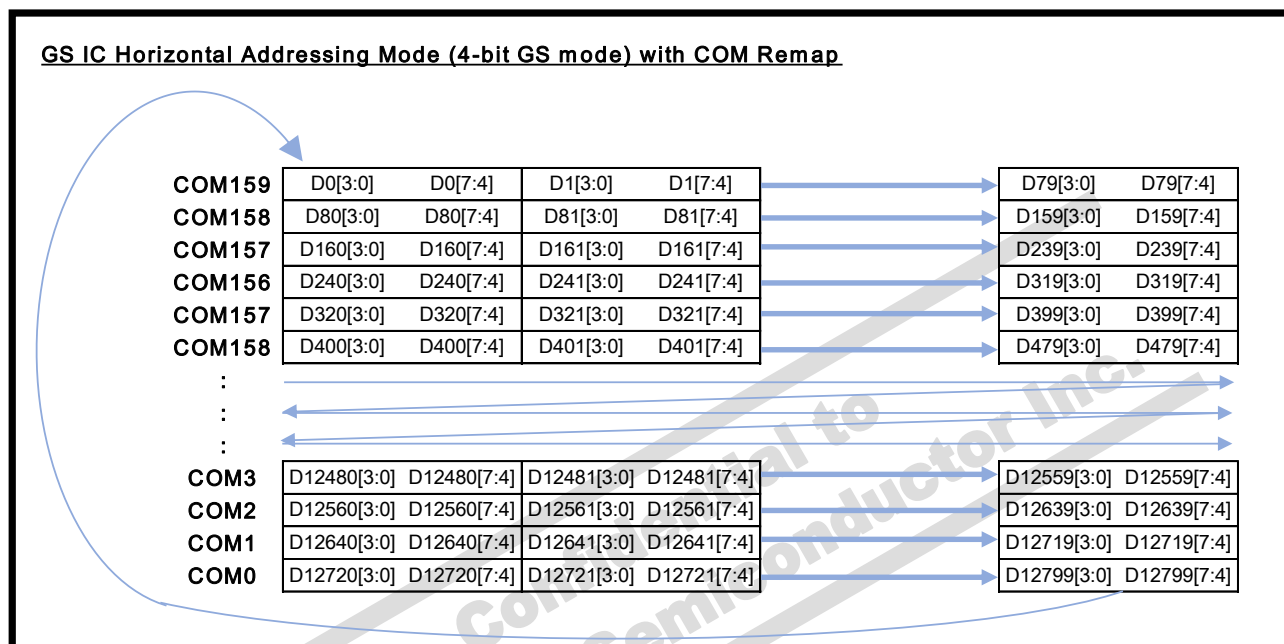 GS IC Horizontal Addressing Mode (4-bit GS mode) with COM Remap
COM159 D0[3:0] D0[7:4] D1[3:0] D1[7:4] D79[3:0] D79[7:4]
COM158 D80[3:0] D80[7:4] D81[3:0] D81[7:4] D159[3:0] D159[7:4]
COM157 D160[3:0] D160[7:4] D161[3:0] D161[7:4] D239[3:0] D239[7:4]
COM156 D240[3:0] D240[7:4] D241[3:0] D241[7:4] D319[3:0] D319[7:4]
COM157 D320[3:0] D320[7:4] D321[3:0] D321[7:4] D399[3:0] D399[7:4]
COM158 D400[3:0] D400[7:4] D401[3:0] D401[7:4] D479[3:0] D479[7:4]
:
:
:
COM3 D12480[3:0] D12480[7:4] D12481[3:0] D12481[7:4] D12559[3:0] D12559[7:4]
COM2 D12560[3:0] D12560[7:4] D12561[3:0] D12561[7:4] D12639[3:0] D12639[7:4]
COM1 D12640[3:0] D12640[7:4] D12641[3:0] D12641[7:4] D12719[3:0] D12719[7:4]
COM0 D12720[3:0] D12720[7:4] D12721[3:0] D12721[7:4] D12799[3:0] D12799[7:4]
Confidential to
Semiconductor Inc.